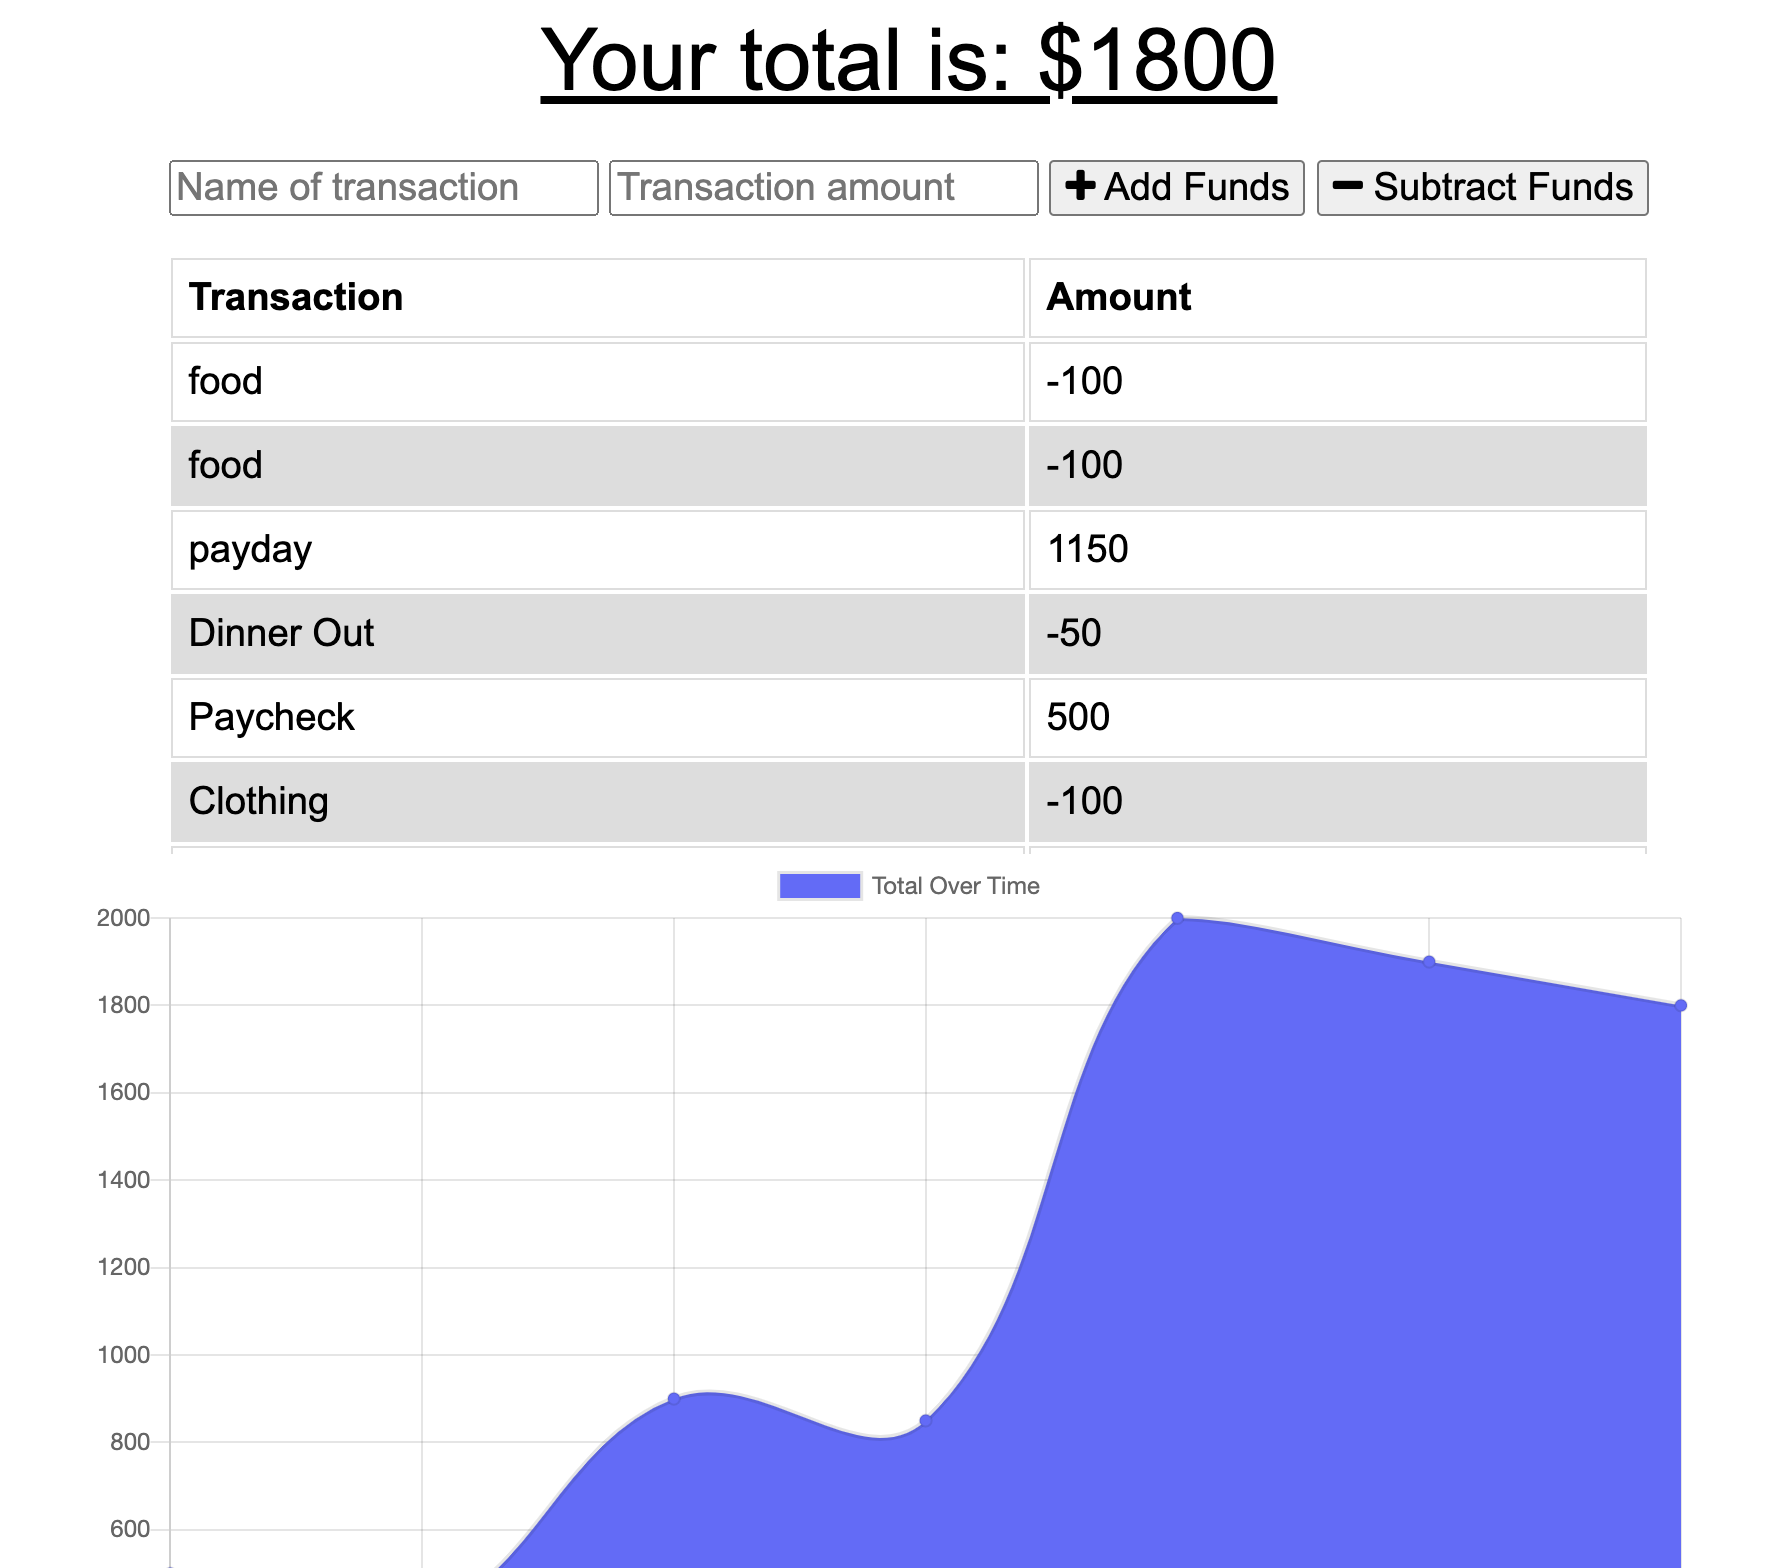 Your total is: $1800
Name of transaction Transaction amount Add Funds Subtract Funds
Transaction Amount
food -100
food -100
payday 1150
Dinner Out -50
Paycheck 500
Clothing -100
Total Over Time
2000
1800
1600
1400
1200
1000
800
600